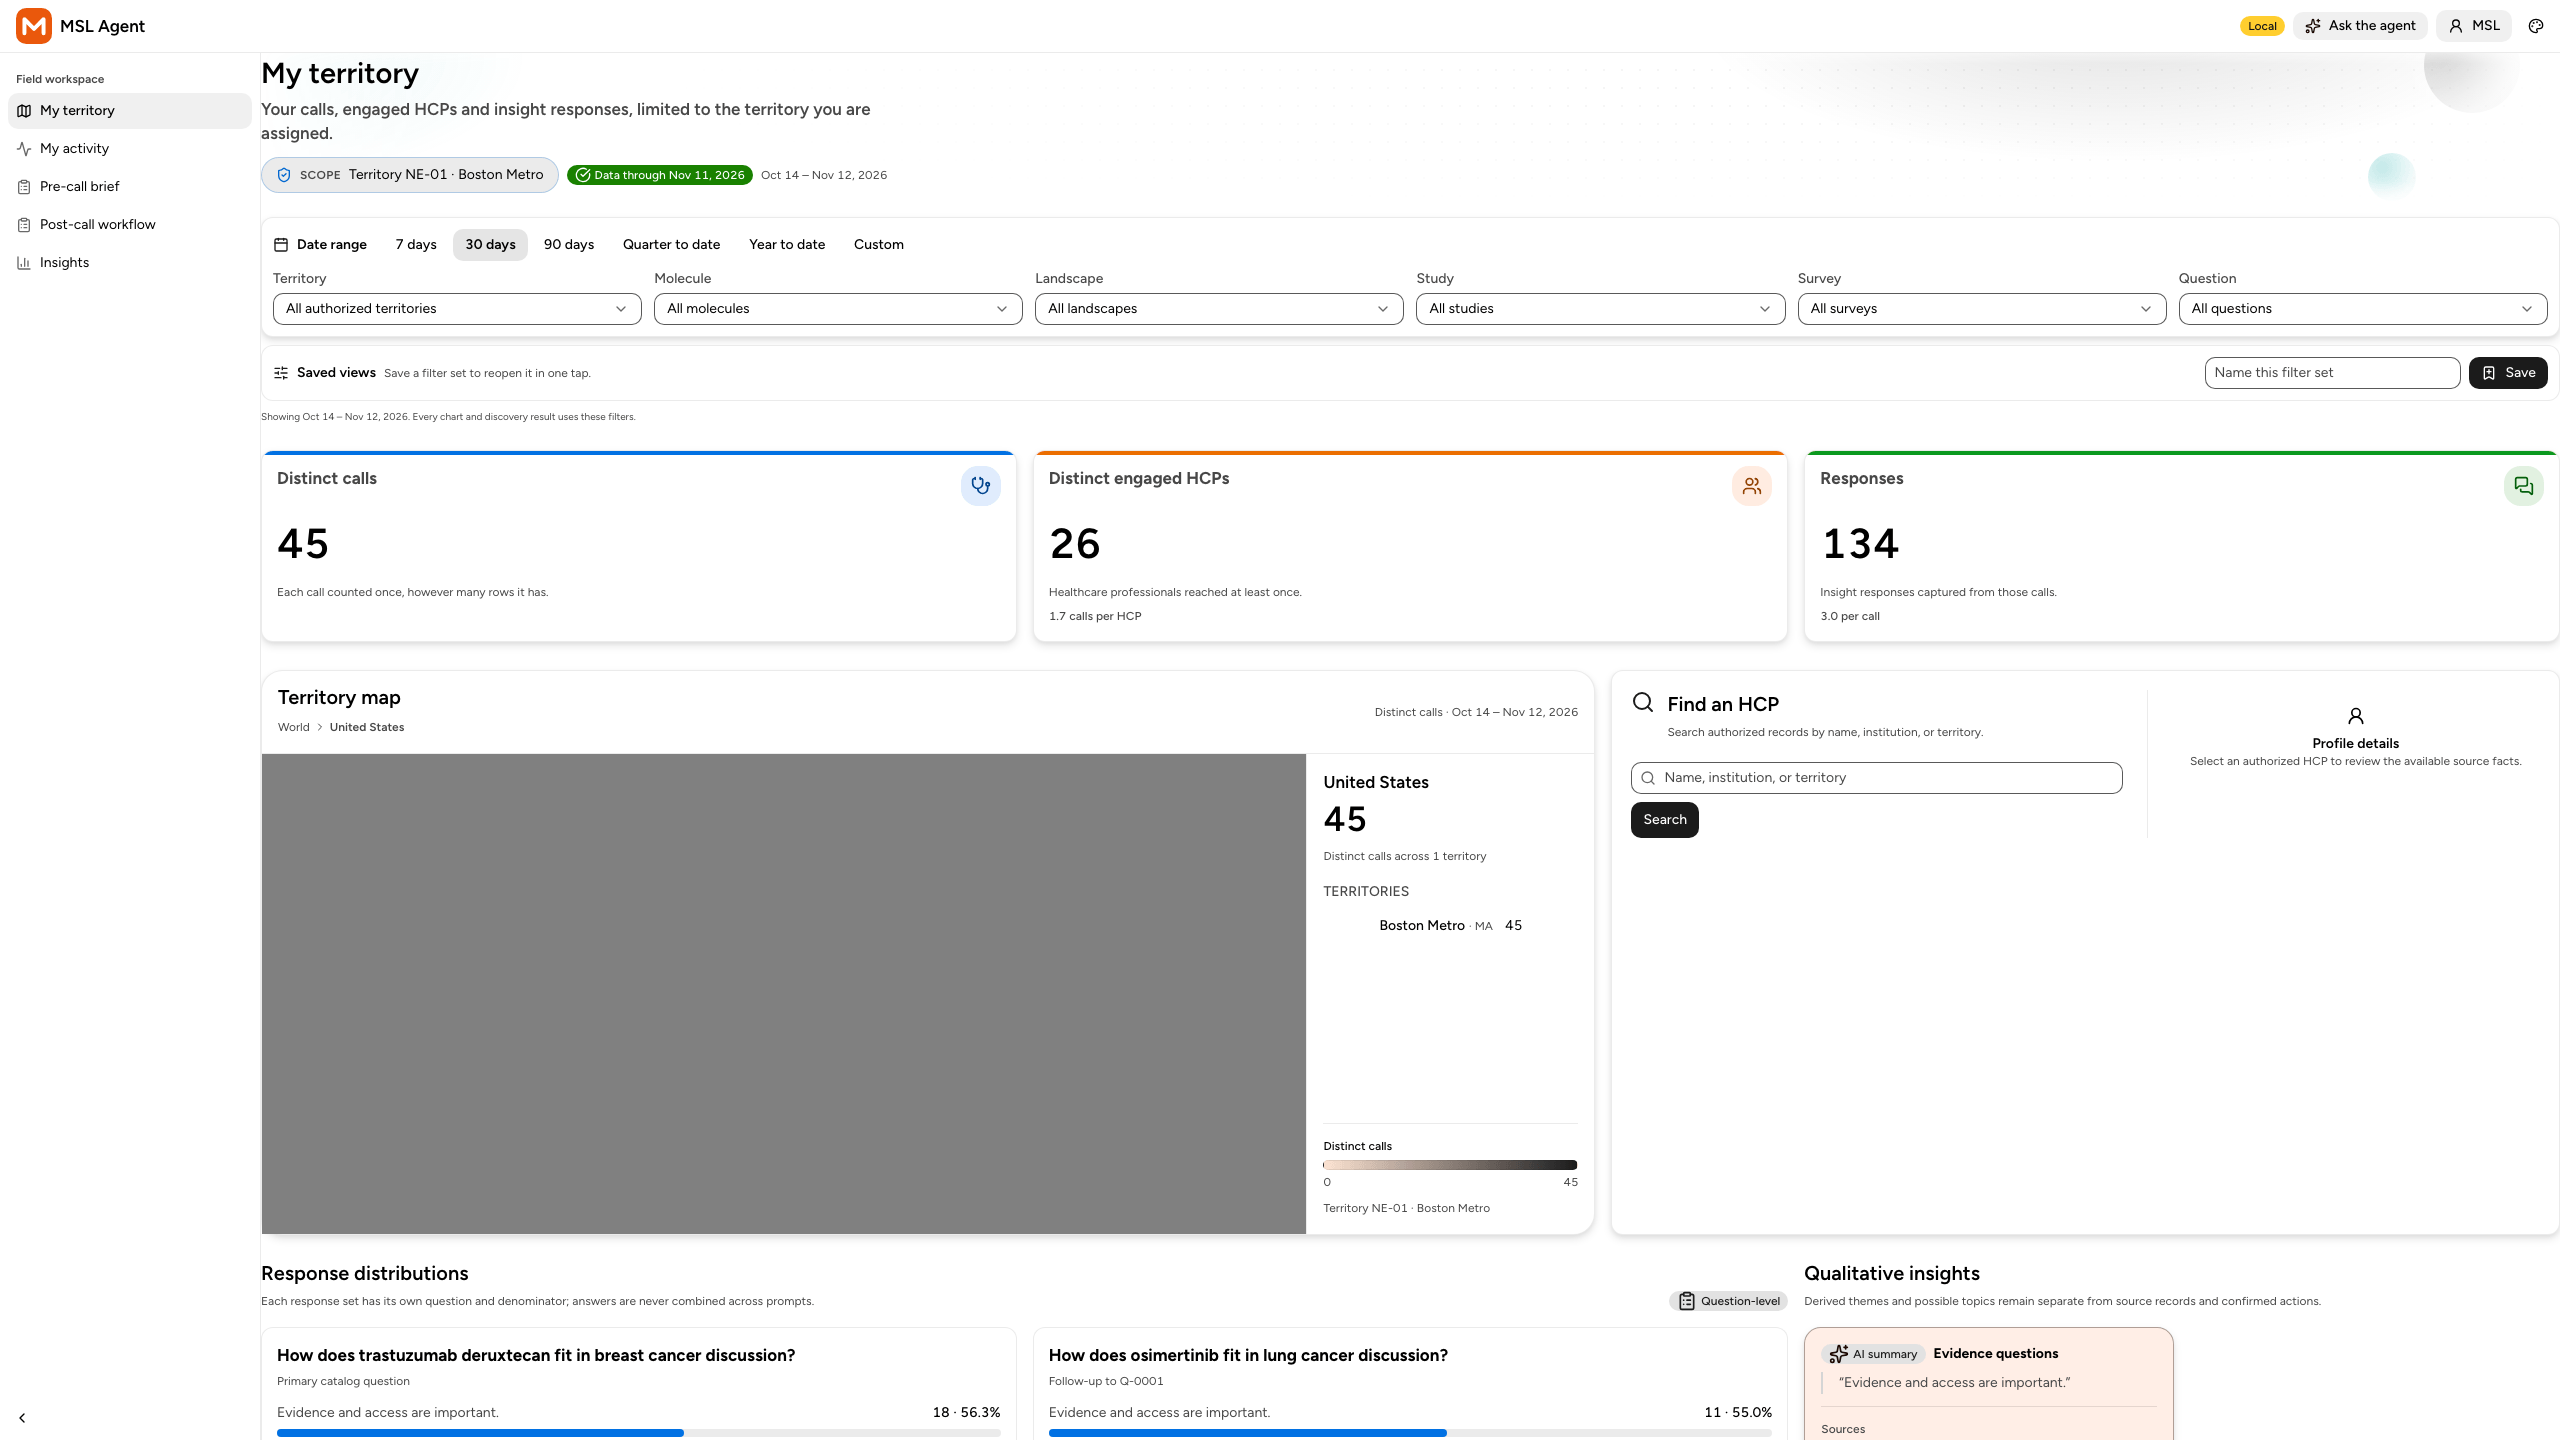 MSL Agent
Local
Ask the agent
MSL
Field workspace
My territory
My activity
Pre-call brief
Post-call workflow
Insights
My territory
Your calls, engaged HCPs and insight responses, limited to the territory you are
assigned.
SCOPE Territory NE-01 · Boston Metro
Data through Nov 11, 2026
Oct 14 – Nov 12, 2026
Date range
7 days
30 days
90 days
Quarter to date
Year to date
Custom
Territory
Molecule
Landscape
Study
Survey
Question
All authorized territories
All molecules
All landscapes
All studies
All surveys
All questions
Saved views Save a filter set to reopen it in one tap.
Name this filter set
Save
Showing Oct 14 – Nov 12, 2026. Every chart and discovery result uses these filters.
Distinct calls
45
Each call counted once, however many rows it has.
Distinct engaged HCPs
26
Healthcare professionals reached at least once.
1.7 calls per HCP
Responses
134
Insight responses captured from those calls.
3.0 per call
Territory map
World > United States
Distinct calls · Oct 14 – Nov 12, 2026
United States
45
Distinct calls across 1 territory
TERRITORIES
Boston Metro · MA 45
Distinct calls
0 45
Territory NE-01 · Boston Metro
Find an HCP
Search authorized records by name, institution, or territory.
Name, institution, or territory
Search
Profile details
Select an authorized HCP to review the available source facts.
Response distributions
Each response set has its own question and denominator; answers are never combined across prompts.
Question-level
How does trastuzumab deruxtecan fit in breast cancer discussion?
Primary catalog question
Evidence and access are important. 18 · 56.3%
How does osimertinib fit in lung cancer discussion?
Follow-up to Q-0001
Evidence and access are important. 11 · 55.0%
Qualitative insights
Derived themes and possible topics remain separate from source records and confirmed actions.
AI summary Evidence questions
“Evidence and access are important.”
Sources